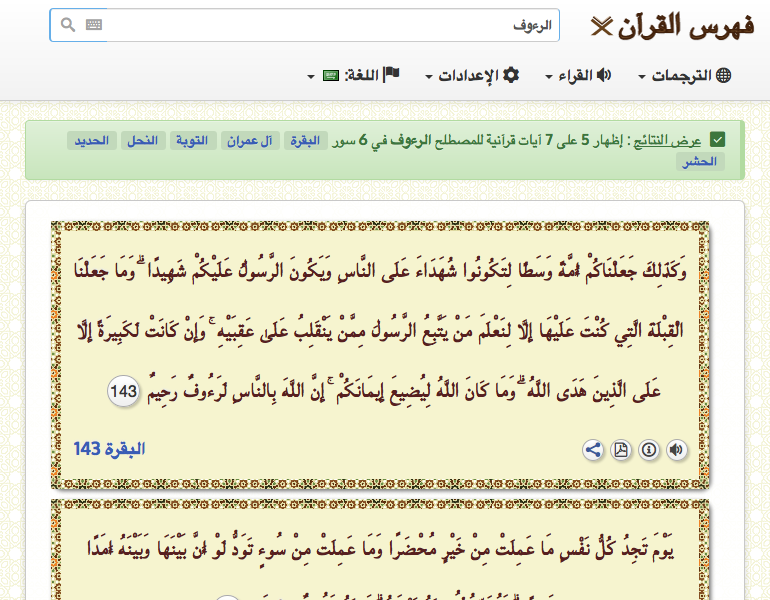 فهرس القرآن
الرءوف
الترجمات
القراء
الإعدادات
اللغة:
عرض النتائج : إظهار 5 على 7 آيات قرآنية للمصطلح الرءوف في 6 سور البقرة آل عمران التوبة النحل الحديد
الحشر
وَكَذَٰلِكَ جَعَلْنَاكُمْ أُمَّةً وَسَطًا لِتَكُونُوا شُهَدَاءَ عَلَى النَّاسِ وَيَكُونَ الرَّسُولُ عَلَيْكُمْ شَهِيدًا ۗ وَمَا جَعَلْنَا
الْقِبْلَةَ الَّتِي كُنْتَ عَلَيْهَا إِلَّا لِنَعْلَمَ مَنْ يَتَّبِعُ الرَّسُولَ مِمَّنْ يَنْقَلِبُ عَلَىٰ عَقِبَيْهِ ۚ وَإِنْ كَانَتْ لَكَبِيرَةً إِلَّا
عَلَى الَّذِينَ هَدَى اللَّهُ ۗ وَمَا كَانَ اللَّهُ لِيُضِيعَ إِيمَانَكُمْ ۚ إِنَّ اللَّهَ بِالنَّاسِ لَرَءُوفٌ رَحِيمٌ 143
البقرة 143
يَوْمَ تَجِدُ كُلُّ نَفْسٍ مَا عَمِلَتْ مِنْ خَيْرٍ مُحْضَرًا وَمَا عَمِلَتْ مِنْ سُوءٍ تَوَدُّ لَوْ أَنَّ بَيْنَهَا وَبَيْنَهُ أَمَدًا